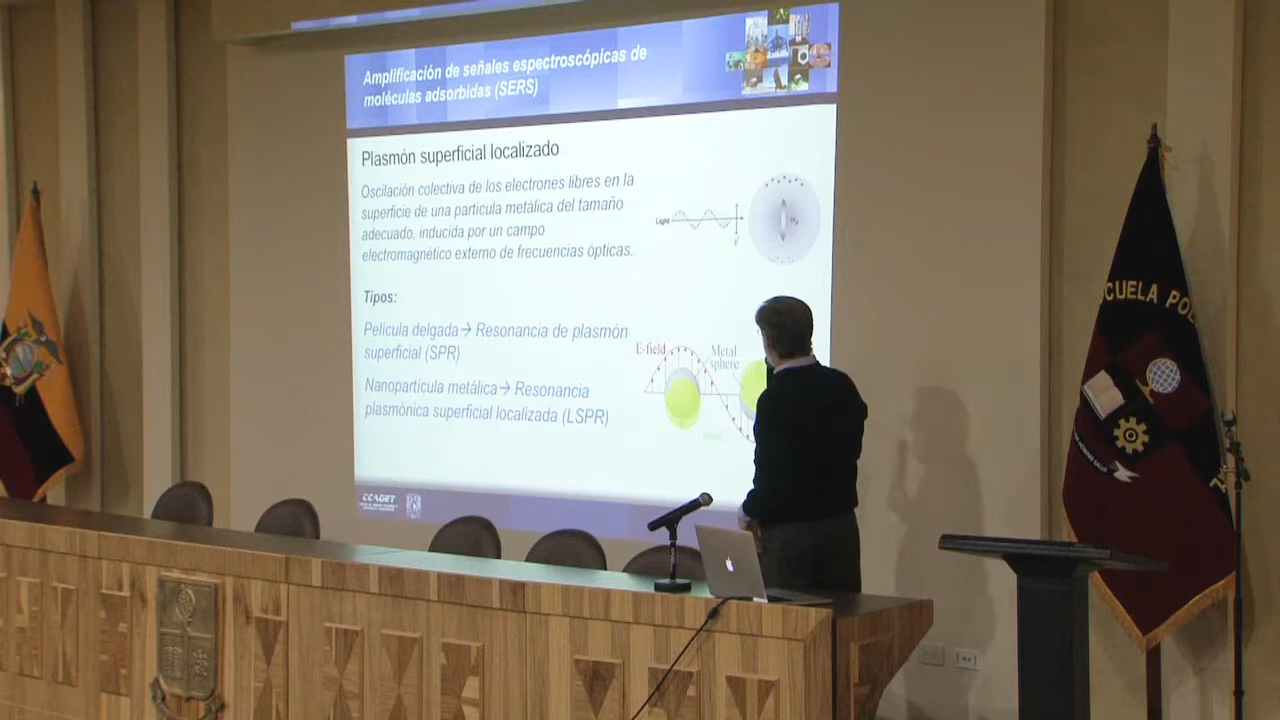 Amplificación de señales espectroscópicas de
moléculas adsorbidas (SERS)
Plasmón superficial localizado
Oscilación colectiva de los electrones libres en la
superficie de una partícula metálica del tamaño
adecuado, inducida por un campo
electromagnético externo de frecuencias ópticas.
Light
Tipos:
Película delgada→ Resonancia de plasmón
superficial (SPR)
E-field
Metal
sphere
Nanopartícula metálica→ Resonancia
plasmónica superficial localizada (LSPR)
CCADET
CUELA POL